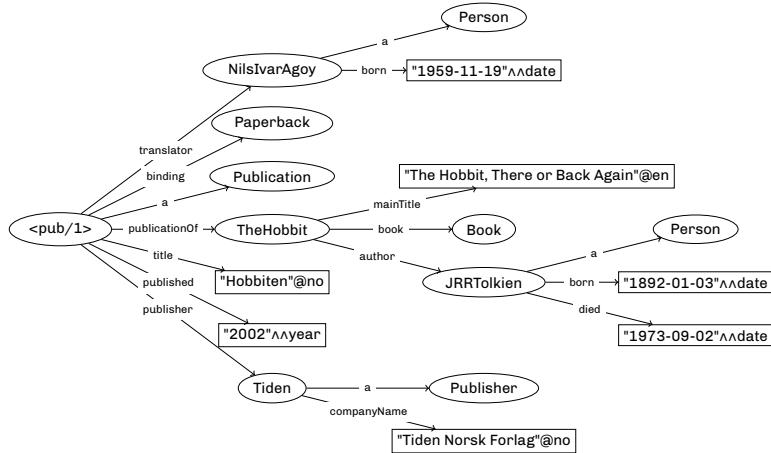 Person
a
NilsIvarAgoy
born
"1959-11-19"^^date
Paperback
translator
binding
Publication
a
"The Hobbit, There or Back Again"@en
mainTitle
<pub/1>
publicationOf
TheHobbit
book
Book
Person
a
author
title
"Hobbiten"@no
JRRTolkien
born
"1892-01-03"^^date
published
publisher
died
"2002"^^year
"1973-09-02"^^date
Tiden
a
Publisher
companyName
"Tiden Norsk Forlag"@no